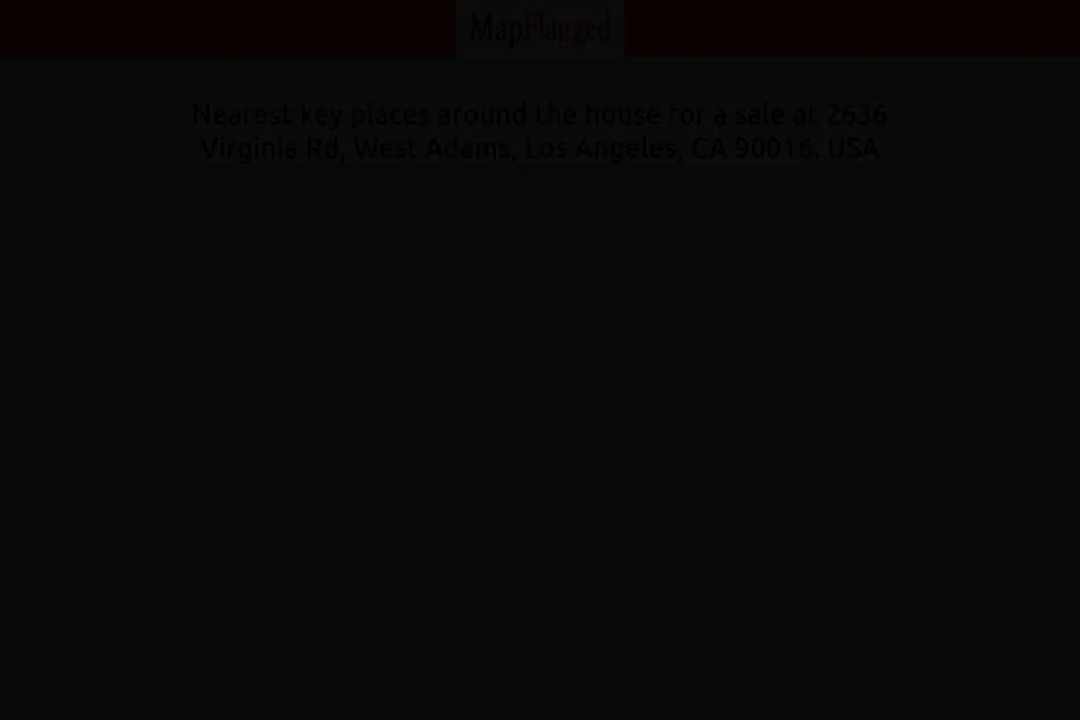 MapFlagged
Nearest key places around the house for a sale at 2636
Virginia Rd, West Adams, Los Angeles, CA 90016, USA